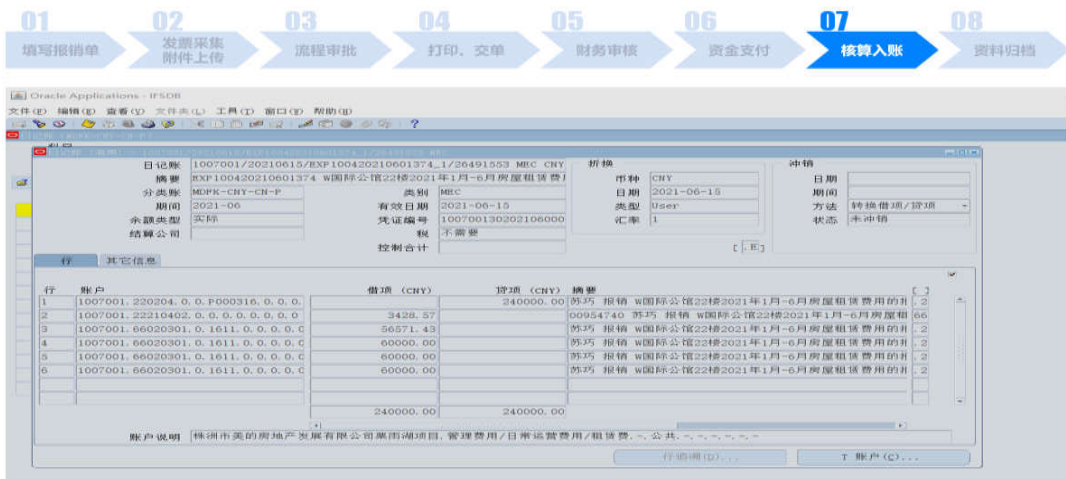 01 02 03 04 05 06 07 08
填写报销单 发票采集 附件上传 流程审批 打印、交单 财务审核 资金支付 核算入账 资料归档
Oracle Applications - IFSDB
文件(F) 编辑(E) 查看(V) 文件夹(L) 工具(T) 窗口(W) 帮助(H)
日记账 1007001/20210615/EXP100420210601374_1/26491553 MEC CNY 折换 冲销
摘要 EXP100420210601374 W国际公馆22楼2021年1月-6月房屋租赁费用 币种 CNY 日期
分类账 MDPK-CNY-CN-P 类别 MEC 日期 2021-06-15 期间
期间 2021-06 有效日期 2021-06-15 类型 User 方法 转换借项/贷项
余额类型 实际 凭证编号 100700130202106000 汇率 1 状态 未冲销
结算公司 税 不需要
控制合计 [ . E]
行 其它信息
行 账户 借项 (CNY) 贷项 (CNY) 摘要 [ ]
1 1007001.220204.0.0.P000316.0.0.0. 240000.00 苏巧 报销 W国际公馆22楼2021年1月-6月房屋租赁费用的 . 2
2 1007001.22210402.0.0.0.0.0.0.0 3428.57 00954740 苏巧 报销 W国际公馆22楼2021年1月-6月房屋租 66
3 1007001.66020301.0.1611.0.0.0.0.0 56571.43 苏巧 报销 W国际公馆22楼2021年1月-6月房屋租赁费用的 . 2
4 1007001.66020301.0.1611.0.0.0.0.0 60000.00 苏巧 报销 W国际公馆22楼2021年1月-6月房屋租赁费用的 . 2
5 1007001.66020301.0.1611.0.0.0.0.0 60000.00 苏巧 报销 W国际公馆22楼2021年1月-6月房屋租赁费用的 . 2
6 1007001.66020301.0.1611.0.0.0.0.0 60000.00 苏巧 报销 W国际公馆22楼2021年1月-6月房屋租赁费用的 . 2
240000.00 240000.00
账户说明 株洲市美的房地产发展有限公司栗雨湖项目.管理费用/日常运营费用/租赁费.-.公共.-.-.-.-.-.-
行追溯(D)... T 账户(C)...